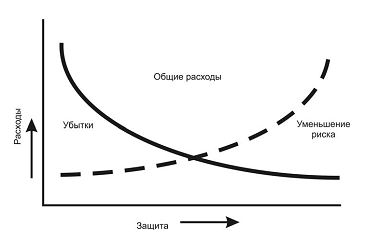 Общие расходы
Убытки
Уменьшение
риска
Расходы
Защита